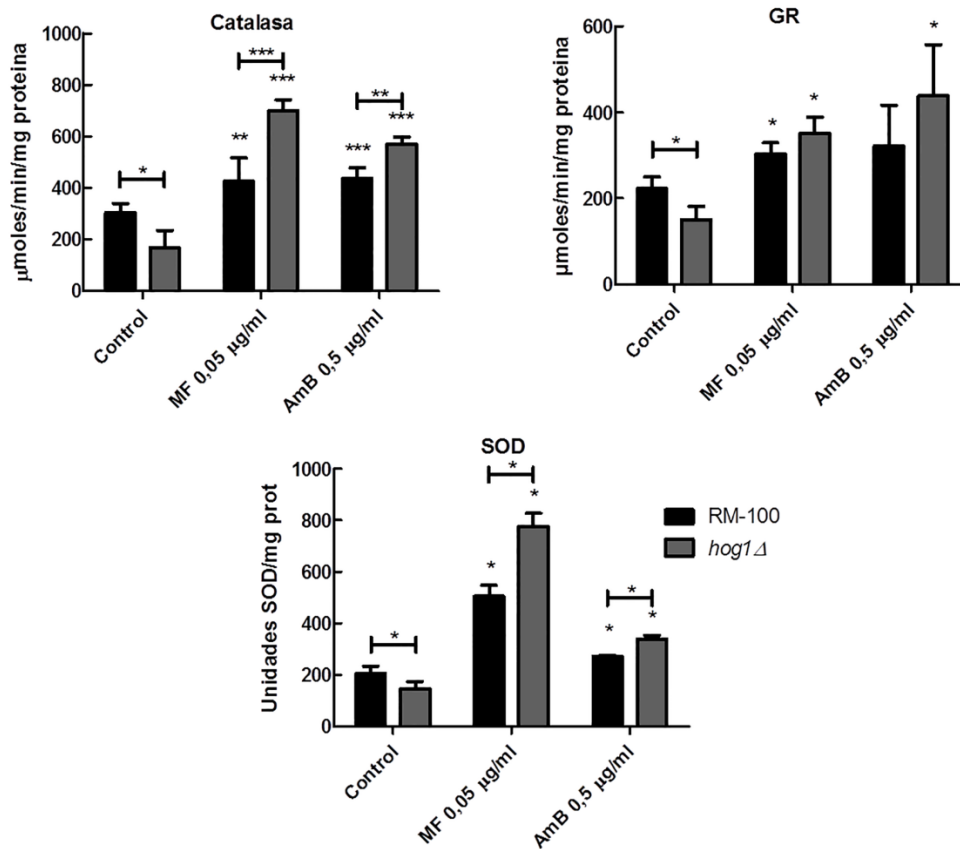 Catalasa
μmoles/min/mg proteina
1000
800
600
400
200
0
*
**
***
***
***
**
***
Control
MF 0,05 μg/ml
AmB 0,5 μg/ml
GR
μmoles/min/mg proteina
600
400
200
0
*
*
*
*
Control
MF 0,05 μg/ml
AmB 0,5 μg/ml
SOD
Unidades SOD/mg prot
1000
800
600
400
200
0
*
*
*
*
*
*
*
Control
MF 0,05 μg/ml
AmB 0,5 μg/ml
RM-100
hog1Δ